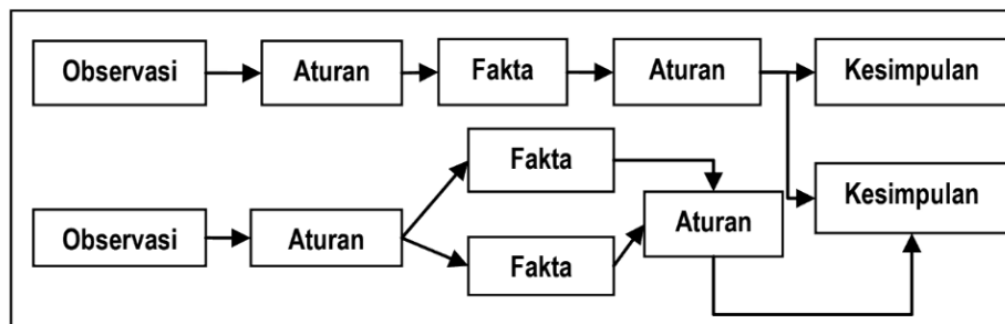 Observasi
Aturan
Fakta
Aturan
Kesimpulan
Fakta
Kesimpulan
Observasi
Aturan
Aturan
Fakta